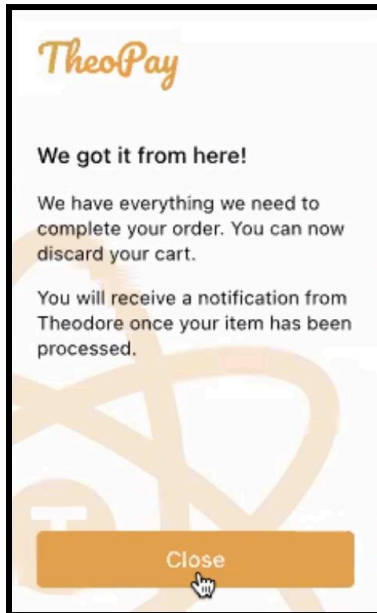 TheoPay
We got it from here!
We have everything we need to
complete your order. You can now
discard your cart.
You will receive a notification from
Theodore once your item has been
processed.
T
Close